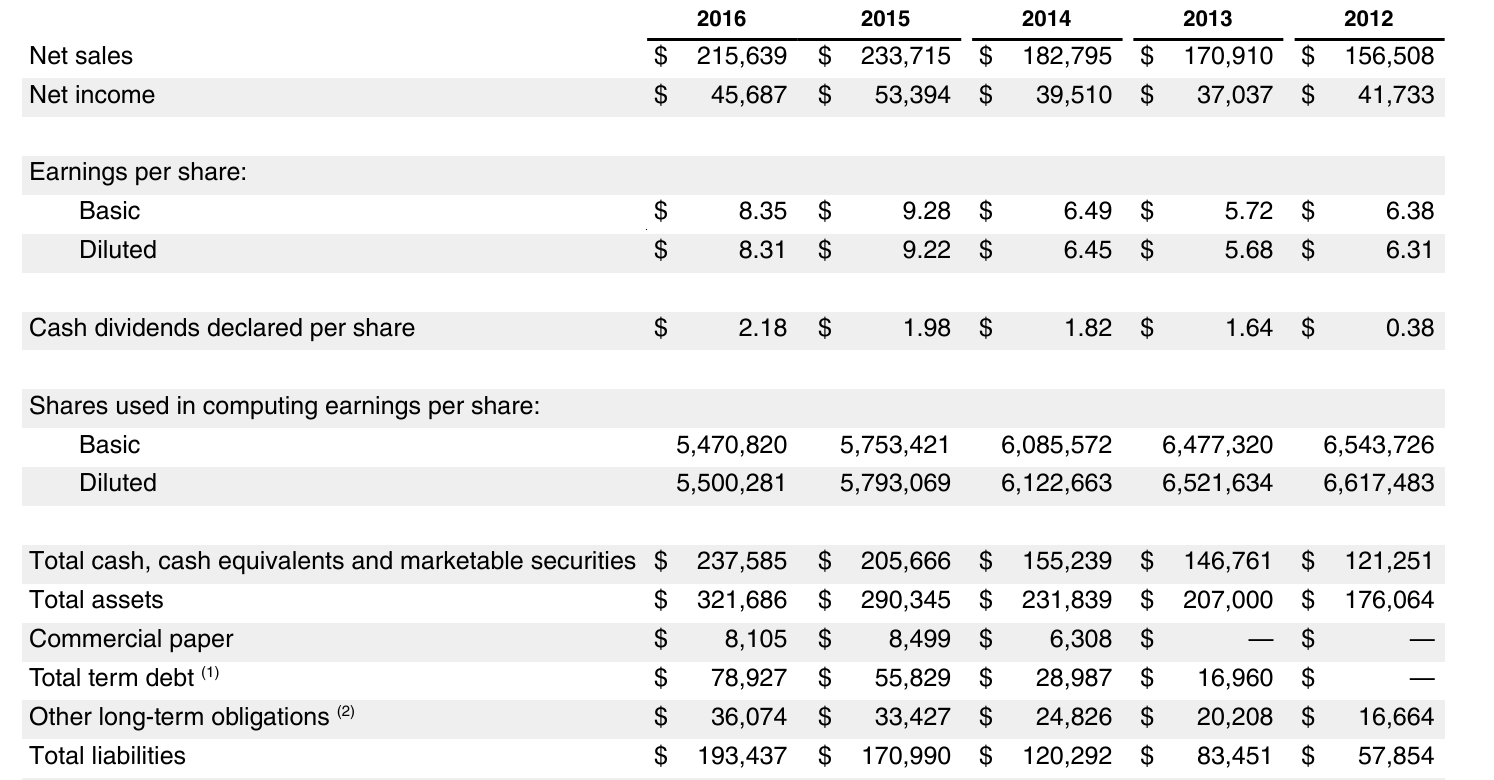 2016 2015 2014 2013 2012
Net sales $ 215,639 $ 233,715 $ 182,795 $ 170,910 $ 156,508
Net income $ 45,687 $ 53,394 $ 39,510 $ 37,037 $ 41,733
Earnings per share:
Basic $ 8.35 $ 9.28 $ 6.49 $ 5.72 $ 6.38
Diluted $ 8.31 $ 9.22 $ 6.45 $ 5.68 $ 6.31
Cash dividends declared per share $ 2.18 $ 1.98 $ 1.82 $ 1.64 $ 0.38
Shares used in computing earnings per share:
Basic 5,470,820 5,753,421 6,085,572 6,477,320 6,543,726
Diluted 5,500,281 5,793,069 6,122,663 6,521,634 6,617,483
Total cash, cash equivalents and marketable securities $ 237,585 $ 205,666 $ 155,239 $ 146,761 $ 121,251
Total assets $ 321,686 $ 290,345 $ 231,839 $ 207,000 $ 176,064
Commercial paper $ 8,105 $ 8,499 $ 6,308 $ — $ —
Total term debt (1) $ 78,927 $ 55,829 $ 28,987 $ 16,960 $ —
Other long-term obligations (2) $ 36,074 $ 33,427 $ 24,826 $ 20,208 $ 16,664
Total liabilities $ 193,437 $ 170,990 $ 120,292 $ 83,451 $ 57,854